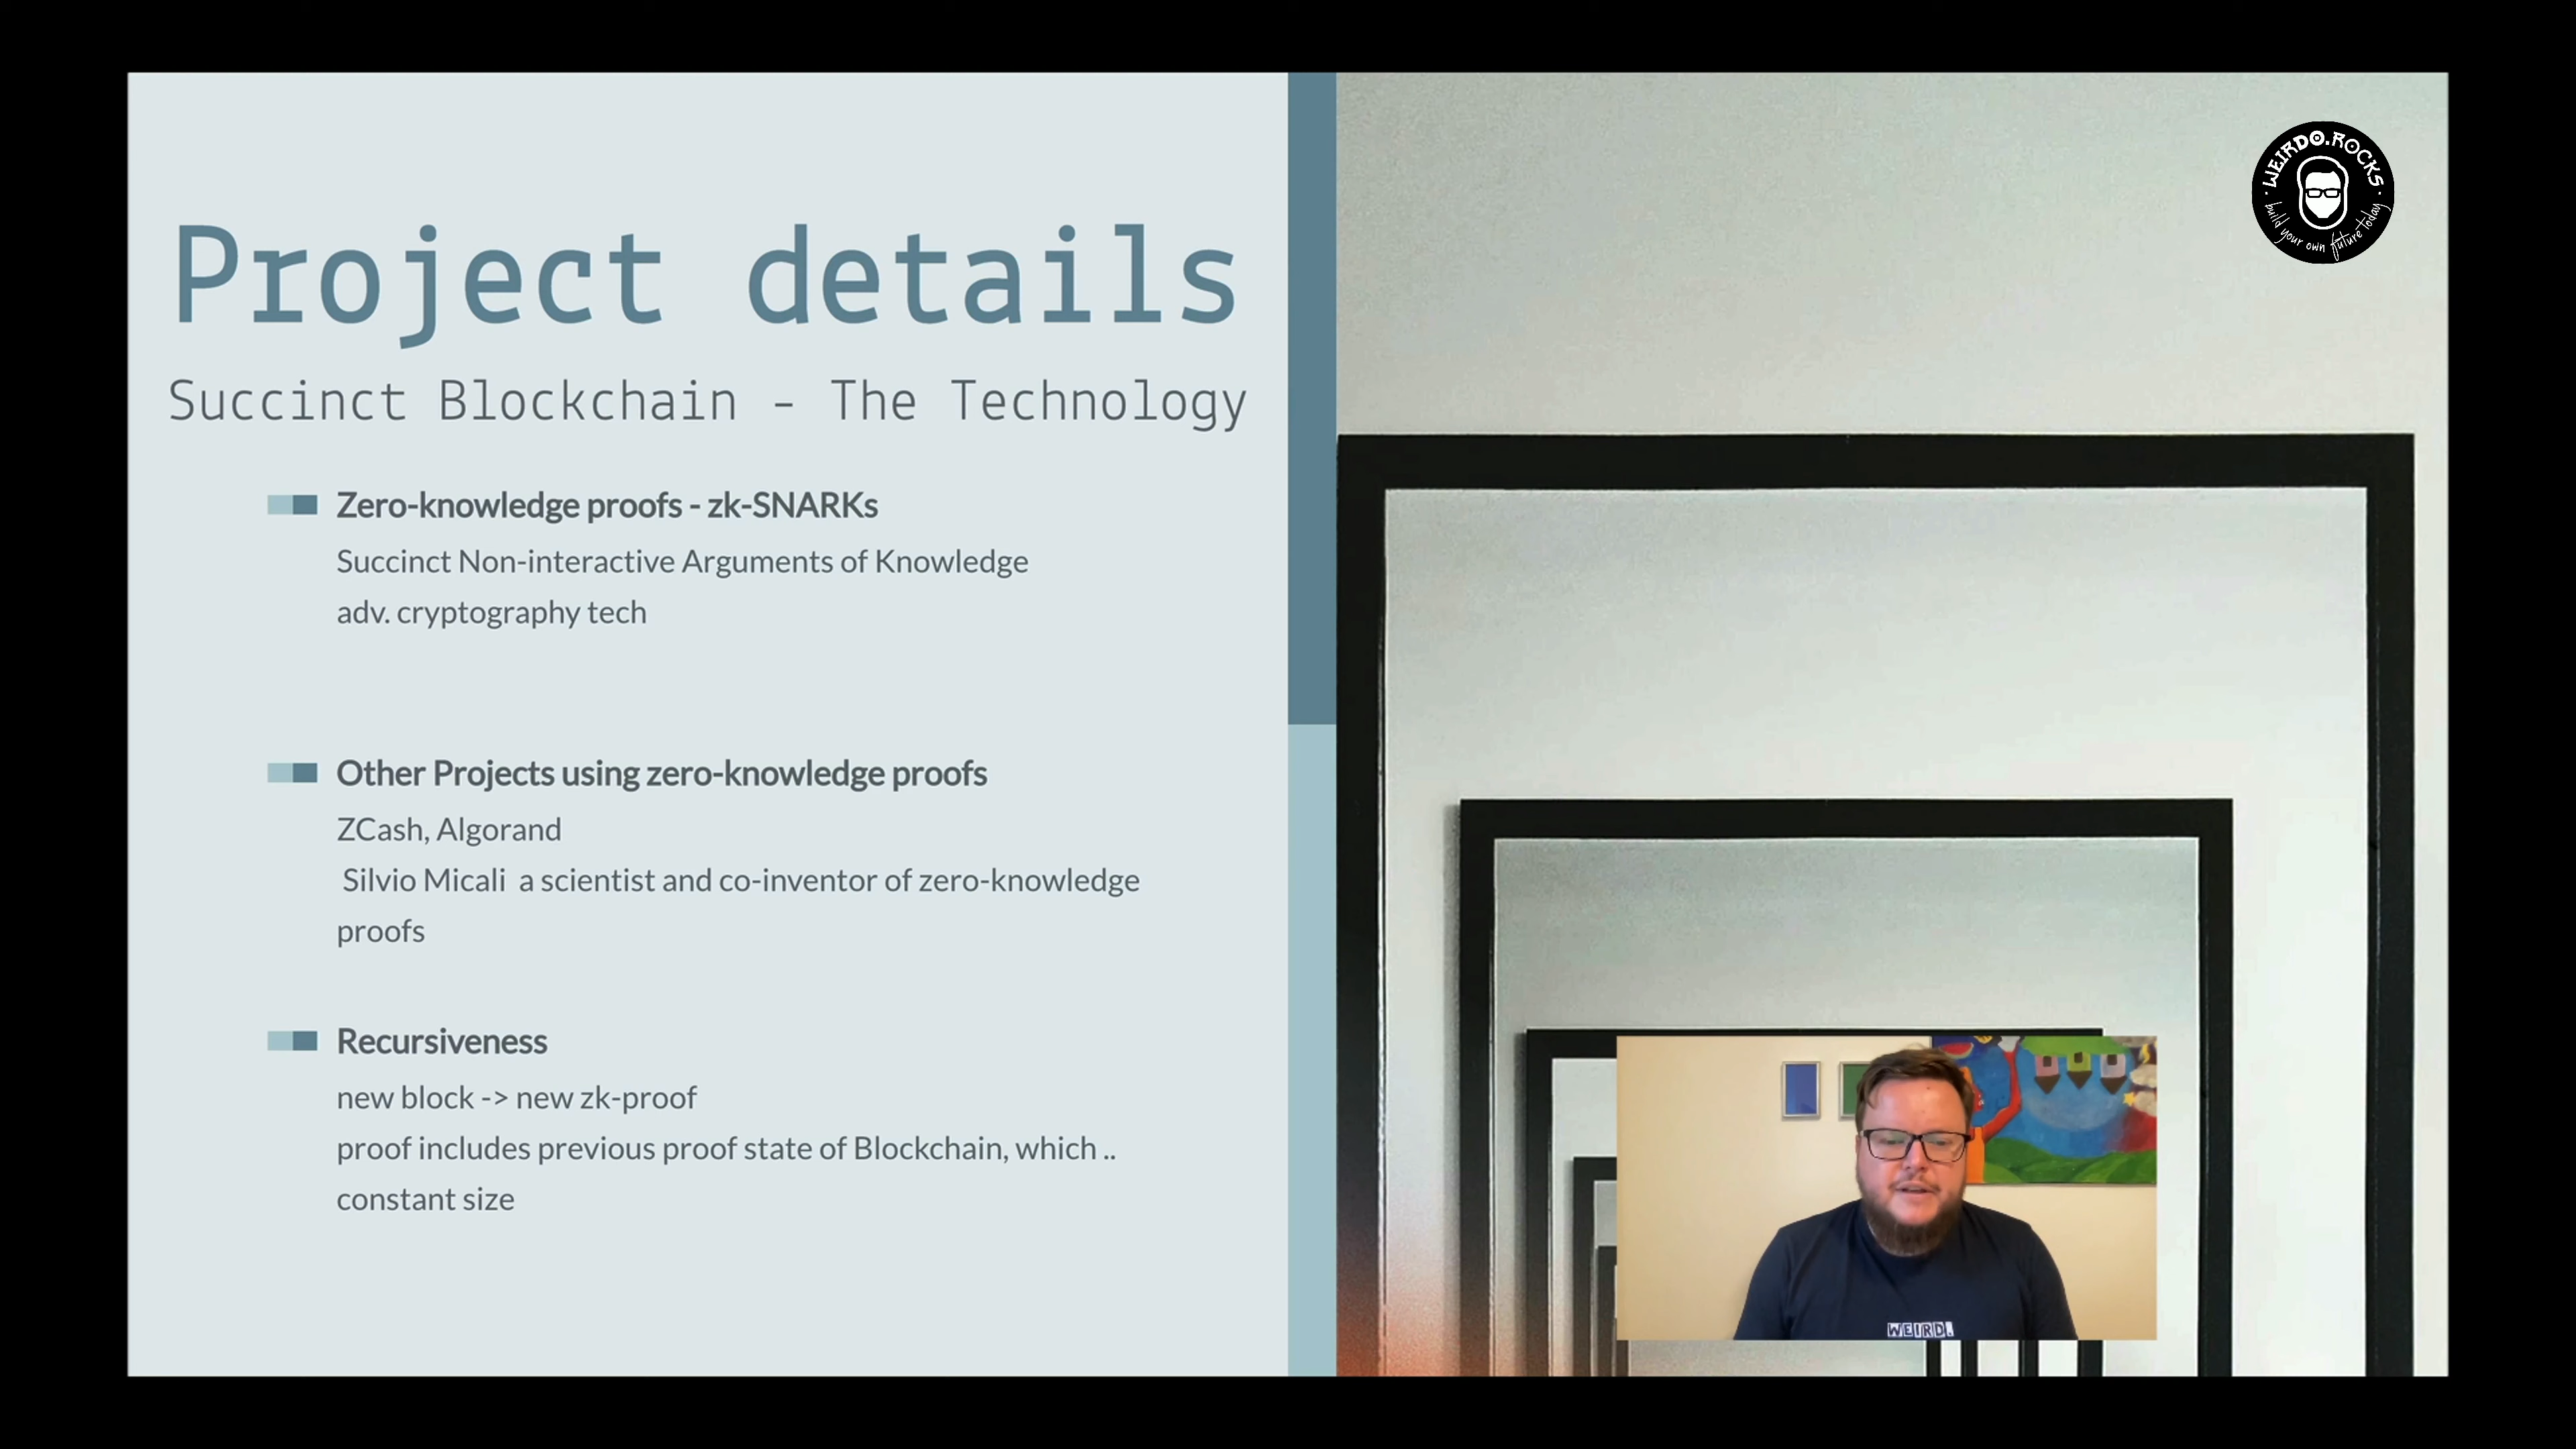 Project details
Succinct Blockchain - The Technology
Zero-knowledge proofs - zk-SNARKs
Succinct Non-interactive Arguments of Knowledge
adv. cryptography tech
Other Projects using zero-knowledge proofs
ZCash, Algorand
Silvio Micali a scientist and co-inventor of zero-knowledge
proofs
Recursiveness
new block -> new zk-proof
proof includes previous proof state of Blockchain, which ..
constant size
WEIRDO.ROCKS
build your own future today
WEIRD.